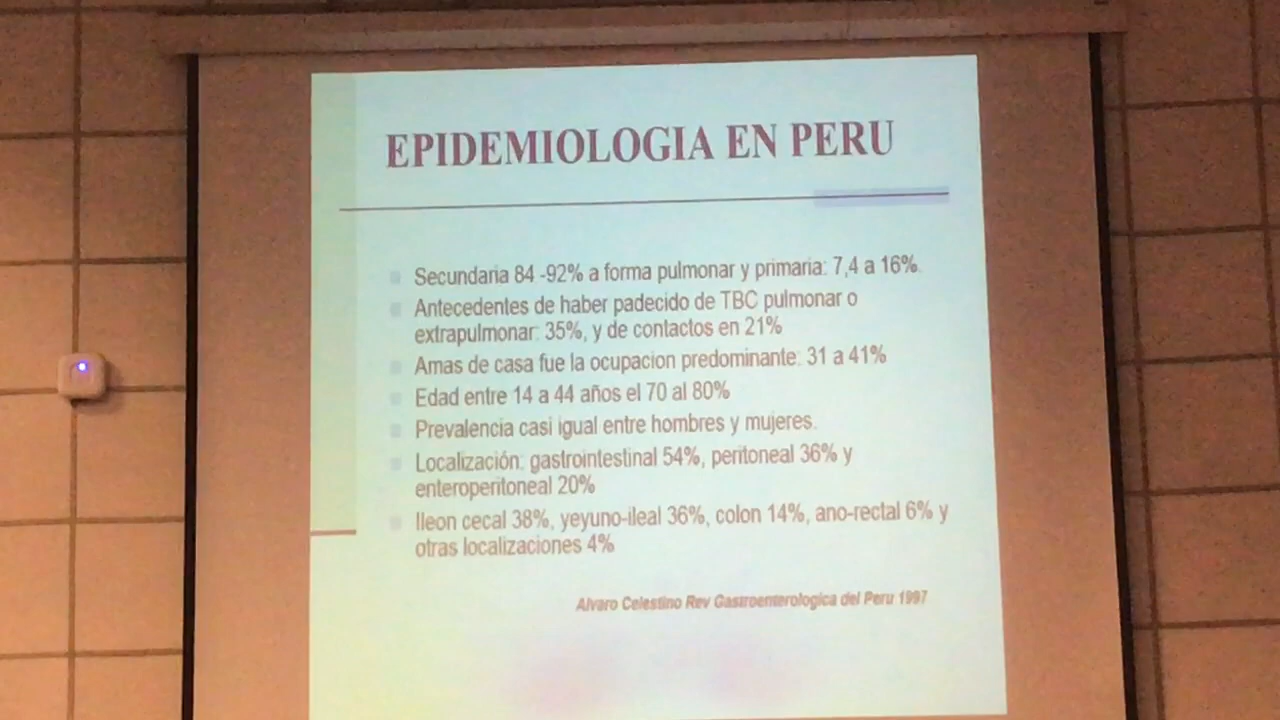 EPIDEMIOLOGIA EN PERU
Secundaria 84 -92% a forma pulmonar y primaria: 7,4 a 16%.
Antecedentes de haber padecido de TBC pulmonar o
extrapulmonar: 35%, y de contactos en 21%
Amas de casa fue la ocupacion predominante: 31 a 41%
Edad entre 14 a 44 años el 70 al 80%
Prevalencia casi igual entre hombres y mujeres.
Localización: gastrointestinal 54%, peritoneal 36% y
enteroperitoneal 20%
Ileon cecal 38%, yeyuno-ileal 36%, colon 14%, ano-rectal 6% y
otras localizaciones 4%
Alvaro Celestino Rev Gastroenterologica del Peru 1997